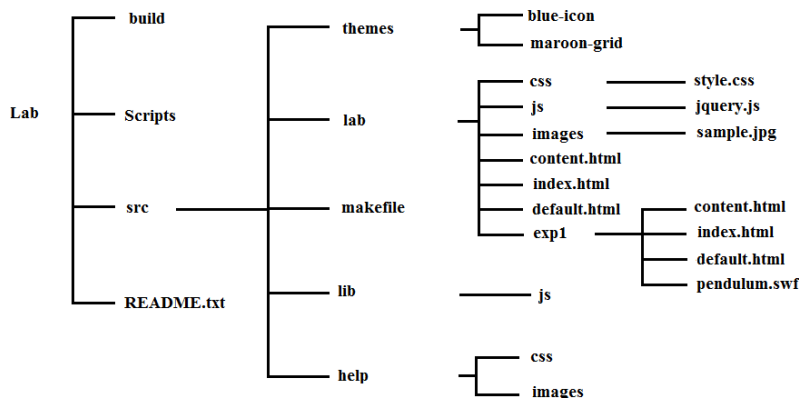 build
Scripts
Lab
src
README.txt
themes
blue-icon
maroon-grid
lab
css
style.css
js
jquery.js
images
sample.jpg
content.html
index.html
default.html
exp1
content.html
index.html
default.html
pendulum.swf
makefile
lib
js
help
css
images